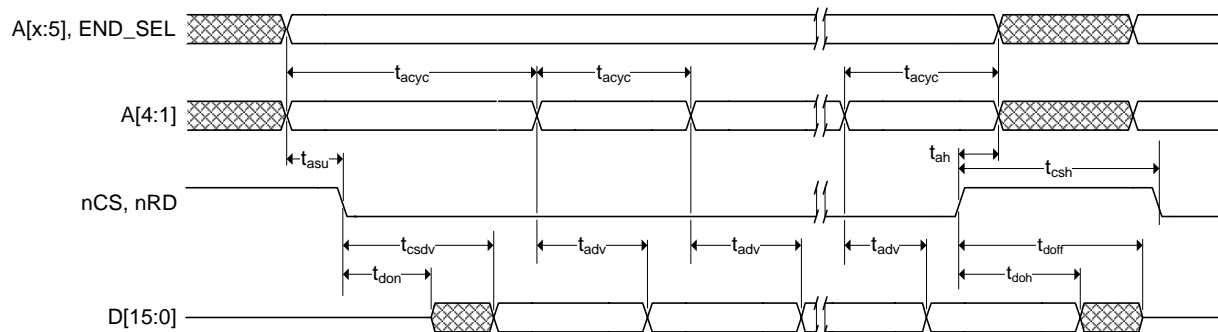 A[x:5], END_SEL
tacyc tacyc tacyc
A[4:1]
tasu tah tcsh
nCS, nRD
tcsdv tadv tadv tadv tdoff
tdon tdoh
D[15:0]